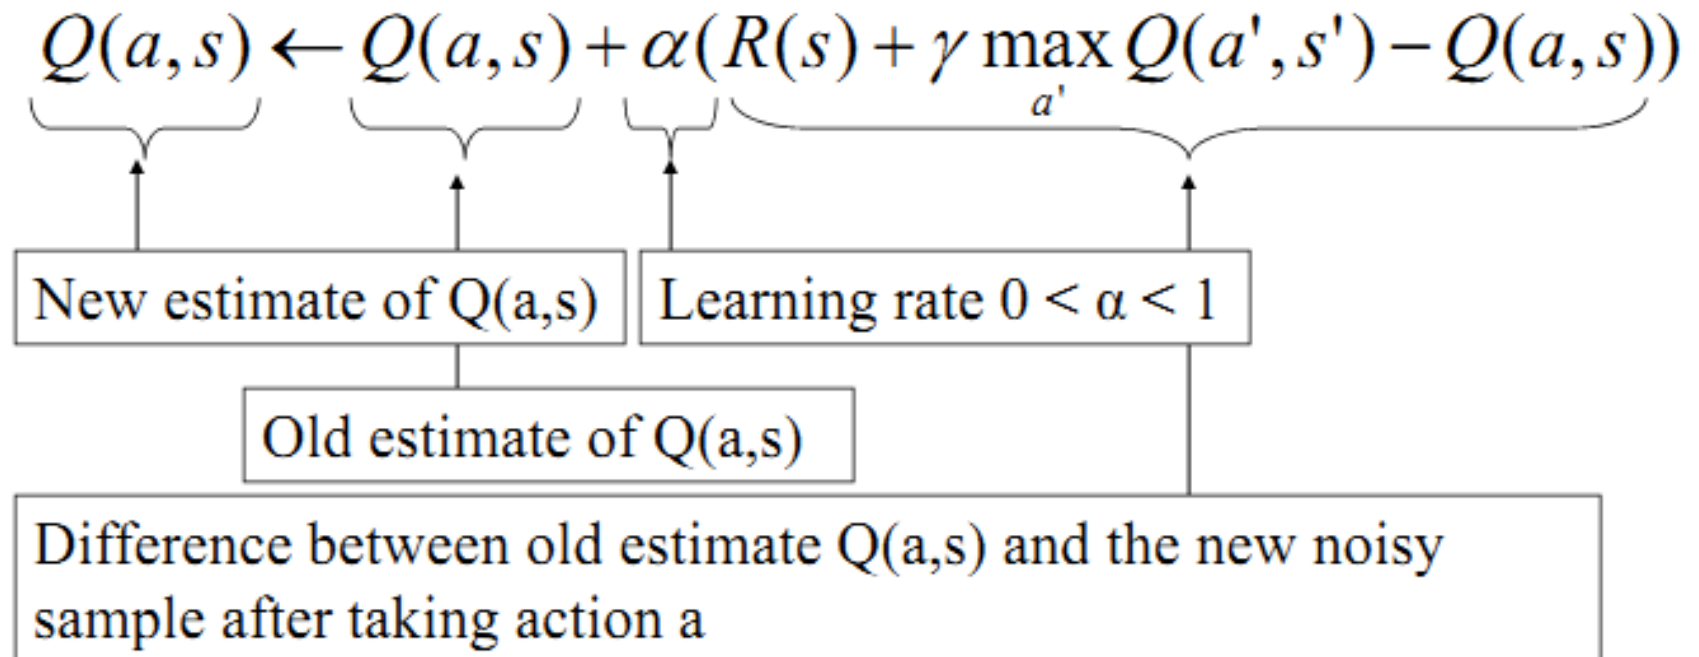 Q(a,s) ← Q(a,s) + α(R(s) + γ max Q(a',s') − Q(a,s))
a'
New estimate of Q(a,s)
Learning rate 0 < α < 1
Old estimate of Q(a,s)
Difference between old estimate Q(a,s) and the new noisy
sample after taking action a